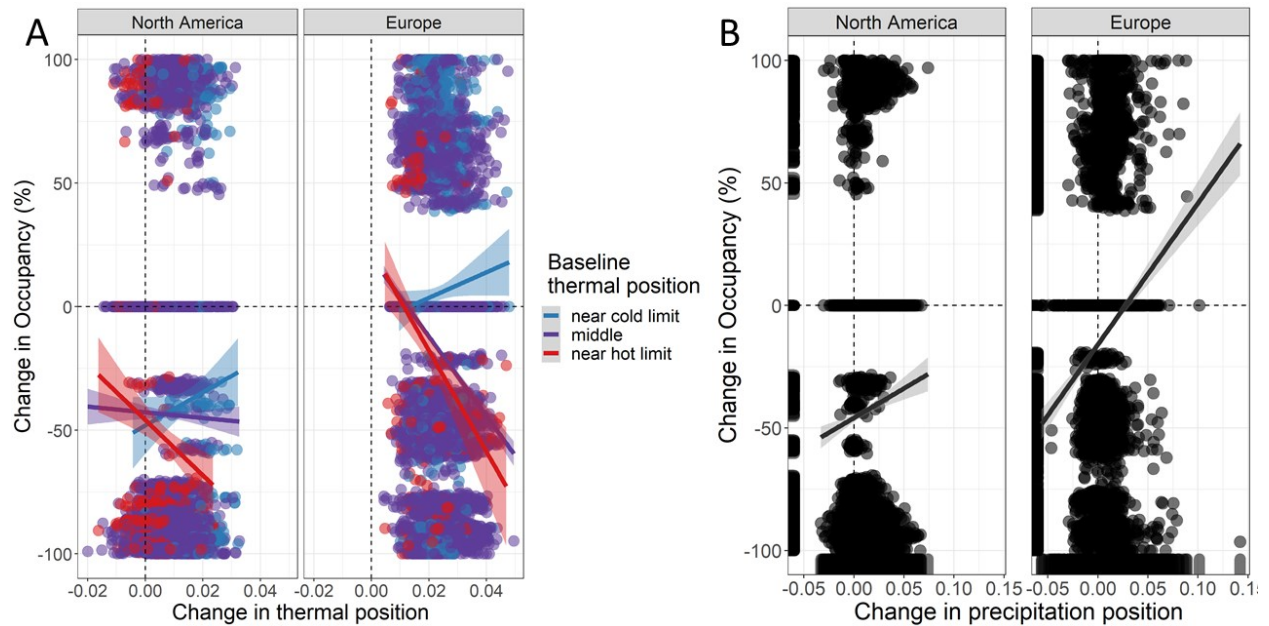 A
North America
Europe
Change in Occupancy (%)
100
50
0
-50
-100
-0.02 0.00 0.02 0.04
-0.02 0.00 0.02 0.04
Change in thermal position
Baseline
thermal position
near cold limit
middle
near hot limit
B
North America
Europe
Change in Occupancy (%)
100
50
0
-50
-100
-0.05 0.00 0.05 0.10 0.15
-0.05 0.00 0.05 0.10 0.15
Change in precipitation position